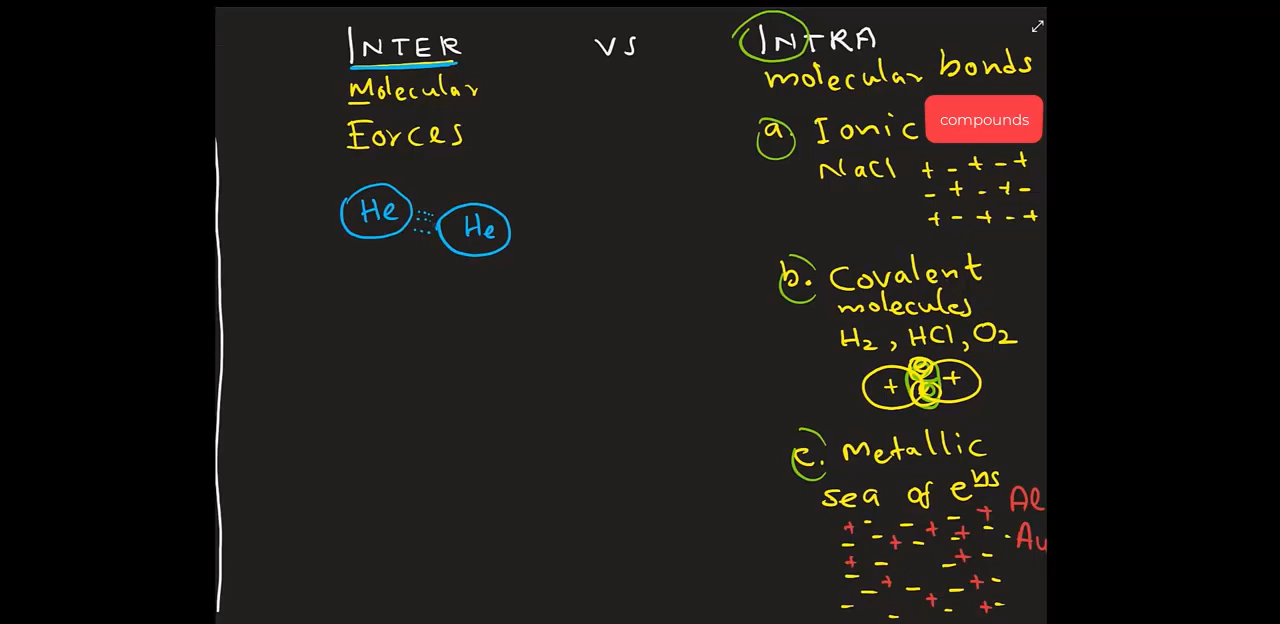 INTER vs INTRA
Molecular
Forces
He He
molecular bonds
a. Ionic compounds
NaCl + - + - +
- + - + -
+ - + - +
b. Covalent
molecules
H2, HCl, O2
+ +
c. Metallic
sea of e⁻ns
Al
Au